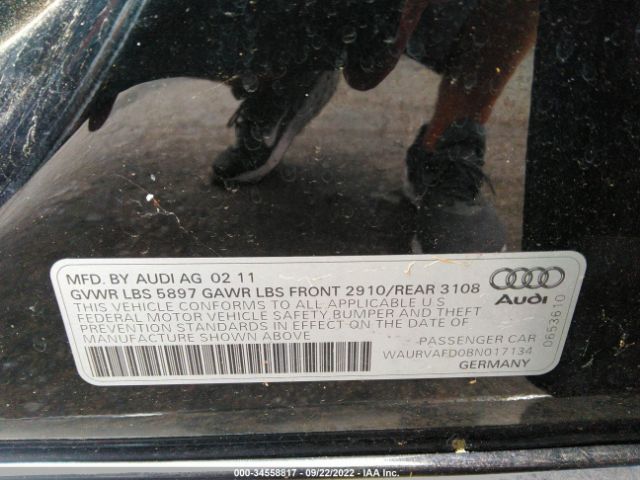 MFD. BY AUDI AG 02 11
GVWR LBS 5897 GAWR LBS FRONT 2910/REAR 3108
THIS VEHICLE CONFORMS TO ALL APPLICABLE U S
FEDERAL MOTOR VEHICLE SAFETY,BUMPER AND THEFT
PREVENTION STANDARDS IN EFFECT ON THE DATE OF
MANUFACTURE SHOWN ABOVE
Audi
0653610
-PASSENGER CAR
WAURVAFD0BN017134
GERMANY
000-34558817 - 09/22/2022 - IAA Inc.